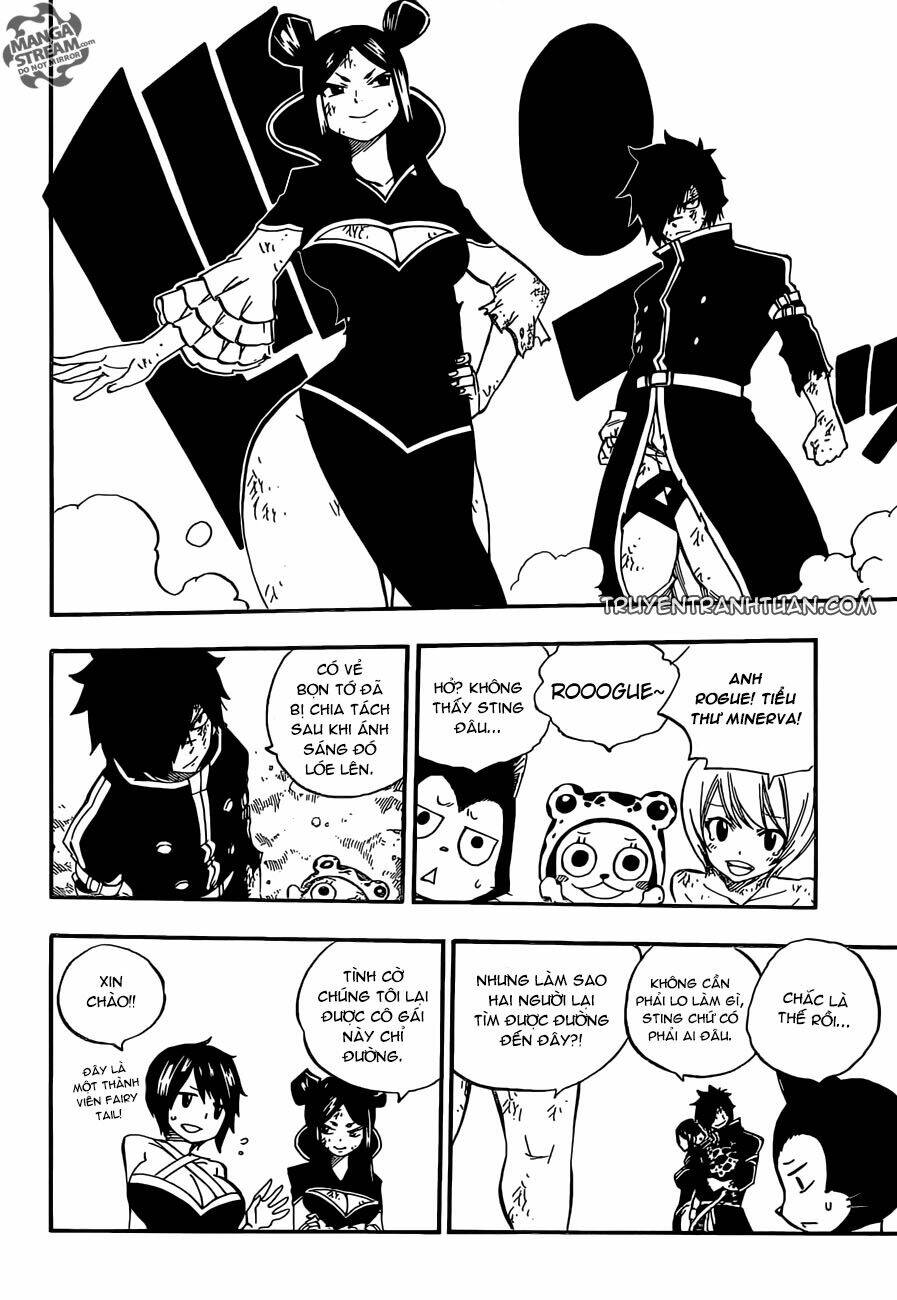 MANGA
STREAM.com
DO NOT MIRROR!
TRUYENTRANHTUAN.COM
ANH
ROGUE! TIỂU
THƯ MINERVA!
ROOOGUE~
HỞ? KHÔNG
THẤY STING
ĐÂU...
CÓ VẺ
BỌN TỚ ĐÃ
BỊ CHIA TÁCH
SAU KHI ÁNH
SÁNG ĐÓ
LÓE LÊN.
CHẮC LÀ
THẾ RỒI...
KHÔNG CẦN
PHẢI LO LÀM GÌ,
STING CHỨ CÓ
PHẢI AI ĐÂU.
NHƯNG LÀM SAO
HAI NGƯỜI LẠI
TÌM ĐƯỢC ĐƯỜNG
ĐẾN ĐÂY?!
TÌNH CỜ
CHÚNG TÔI LẠI
ĐƯỢC CÔ GÁI
NÀY CHỈ
ĐƯỜNG.
XIN
CHÀO!!
ĐÂY LÀ
MỘT THÀNH
VIÊN FAIRY
TAIL!